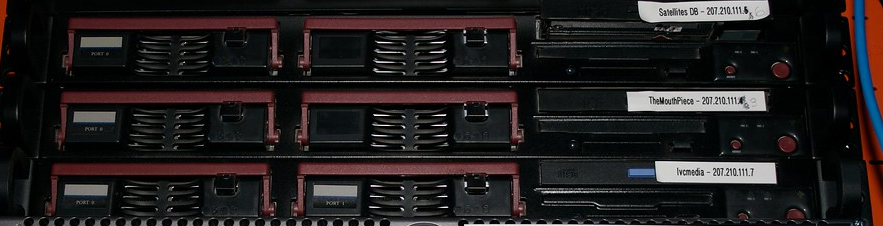 Satellites DB - 207.210.111.
PORT 0
TheMouthPiece - 207.210.111.
PORT 0
lvcmedia - 207.210.111.7
PORT 0
PORT 1